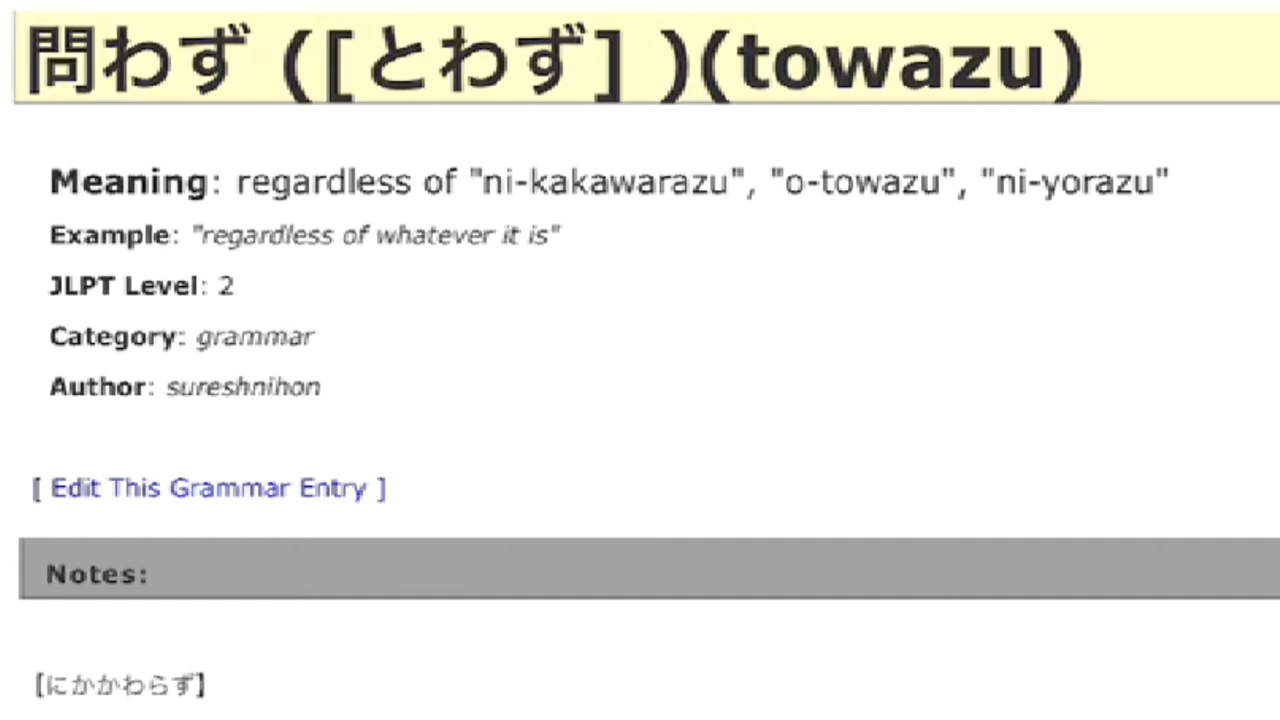 問わず ([とわず] )(towazu)
Meaning: regardless of "ni-kakawarazu", "o-towazu", "ni-yorazu"
Example: "regardless of whatever it is"
JLPT Level: 2
Category: grammar
Author: sureshnihon
[ Edit This Grammar Entry ]
Notes:
[にかかわらず]